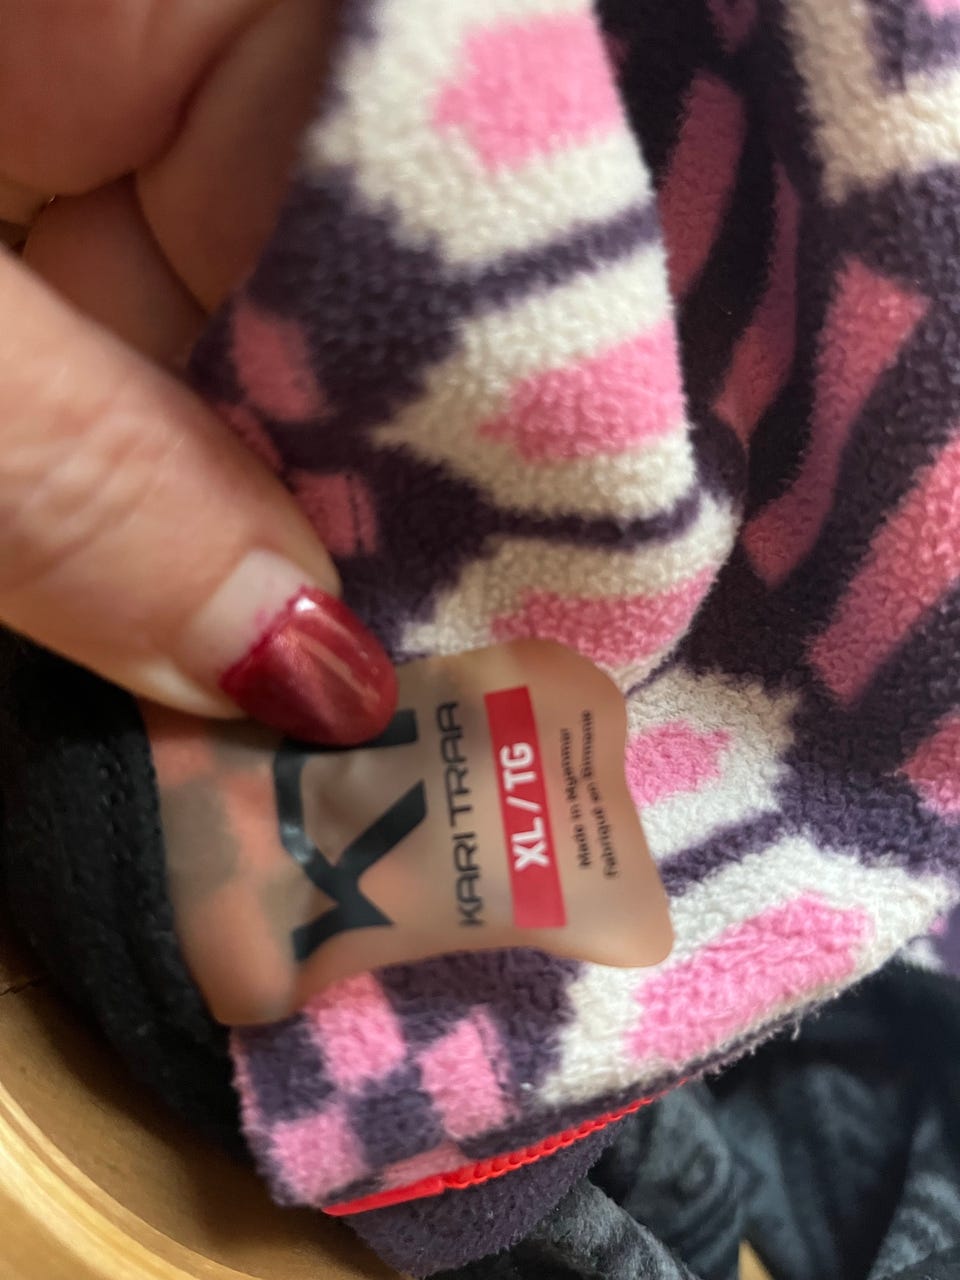 KARI TRAA
XL / TG
Made in Myanmar
Fabriqué en Birmanie